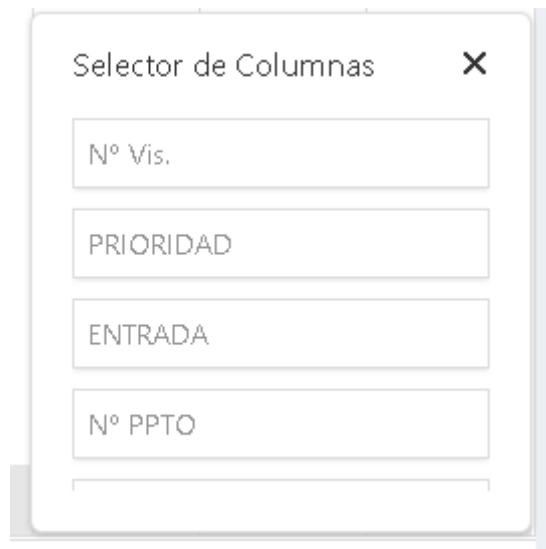 Selector de Columnas
Nº Vis.
PRIORIDAD
ENTRADA
Nº PPTO